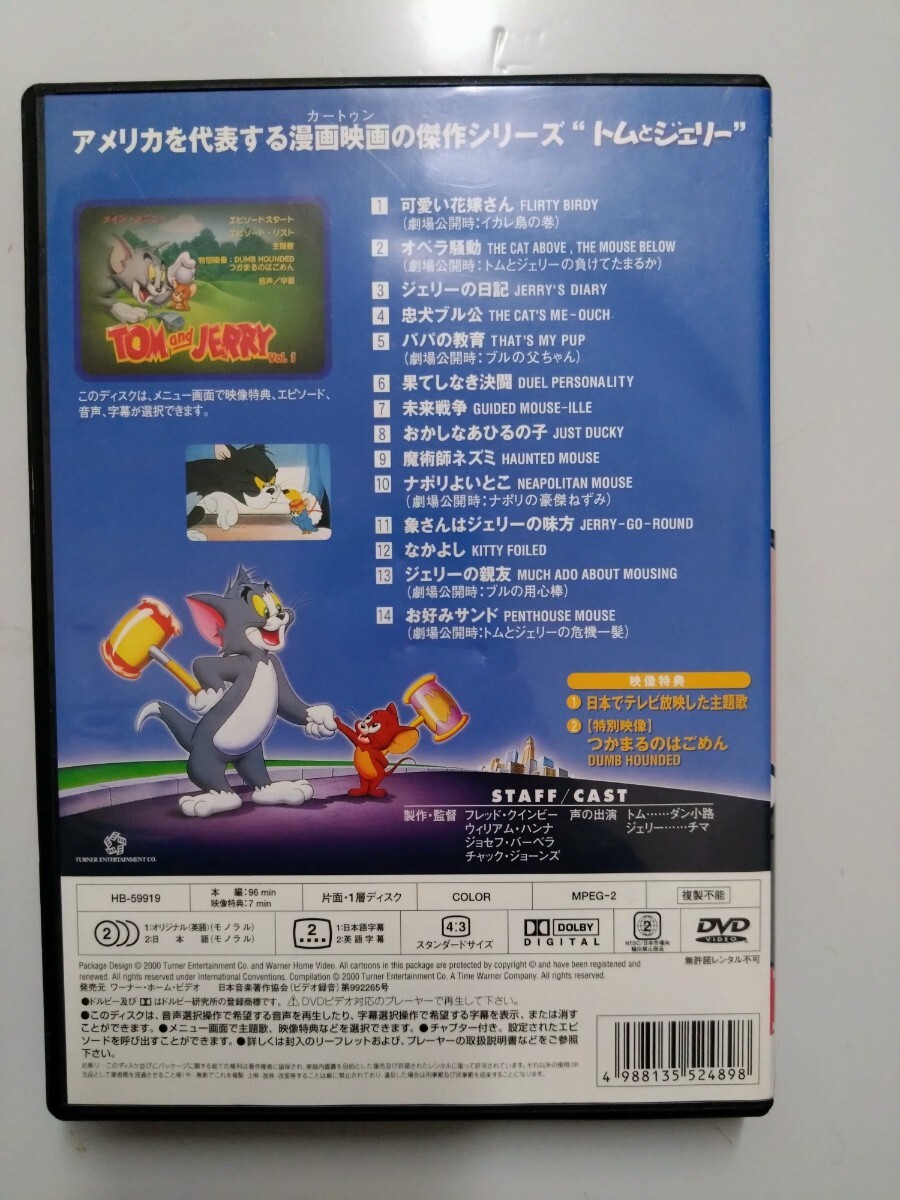 カートゥン
アメリカを代表する漫画映画の傑作シリーズ“トムとジェリー”
メインメニュー
エピソードスタート
エピソード・リスト
主題歌
特別映像:DUMB HOUNDED
つかまるのはごめん
音声/字幕
TOM and JERRY
Vol. 1
このディスクは、メニュー画面で映像特典、エピソード、
音声、字幕が選択できます。
1 可愛い花嫁さん FLIRTY BIRDY
(劇場公開時:イカレ鳥の巻)
2 オペラ騒動 THE CAT ABOVE, THE MOUSE BELOW
(劇場公開時:トムとジェリーの負けてたまるか)
3 ジェリーの日記 JERRY'S DIARY
4 忠犬ブル公 THE CAT'S ME-OUCH
5 パパの教育 THAT'S MY PUP
(劇場公開時:ブルの父ちゃん)
6 果てしなき決闘 DUEL PERSONALITY
7 未来戦争 GUIDED MOUSE-ILLE
8 おかしなあひるの子 JUST DUCKY
9 魔術師ネズミ HAUNTED MOUSE
10 ナポリよいとこ NEAPOLITAN MOUSE
(劇場公開時:ナポリの豪傑ねずみ)
11 象さんはジェリーの味方 JERRY-GO-ROUND
12 なかよし KITTY FOILED
13 ジェリーの親友 MUCH ADO ABOUT MOUSING
(劇場公開時:ブルの用心棒)
14 お好みサンド PENTHOUSE MOUSE
(劇場公開時:トムとジェリーの危機一髪)
映像特典
1 日本でテレビ放映した主題歌
2 【特別映像】
つかまるのはごめん
DUMB HOUNDED
STAFF/CAST
製作・監督 フレッド・クインビー 声の出演 トム……ダン小路
ウィリアム・ハンナ ジェリー……チマ
ジョセフ・バーベラ
チャック・ジョーンズ
TURNER ENTERTAINMENT CO.
HB-59919
本 編:96 min
映像特典:7 min
片面・1層ディスク
COLOR
MPEG-2
複製不能
2
1:オリジナル(英語)(モノラル)
2:日 本 語(モノラル)
2
1:日本語字幕
2:英語字幕
4:3
スタンダードサイズ
DOLBY
DIGITAL
2
NTSC/日本市場向
輸出禁止商品
DVD
VIDEO
無許諾レンタル不可
Package Design © 2000 Turner Entertainment Co. and Warner Home Video. All cartoons in this package are protected by copyright © and have been registered and
renewed. All rights reserved under International Conventions. Compilation © 2000 Turner Entertainment Co. A Time Warner Company. All rights reserved.
発売元 ワーナー・ホーム・ビデオ 日本音楽著作協会(ビデオ録音)第992265号
●ドルビー及びはドルビー研究所の登録商標です。⚠DVDビデオ対応のプレーヤーで再生して下さい。
●このディスクは、音声選択操作で希望する音声を再生したり、字幕選択操作で希望する字幕を表示、または消す
ことができます。●メニュー画面で主題歌、映像特典などを選択できます。●チャプター付き。設定されたエピソ
ードを呼び出すことができます。●詳しくは封入のリーフレットおよび、プレーヤーの取扱説明書などをご参照
下さい。
4 988135 524898